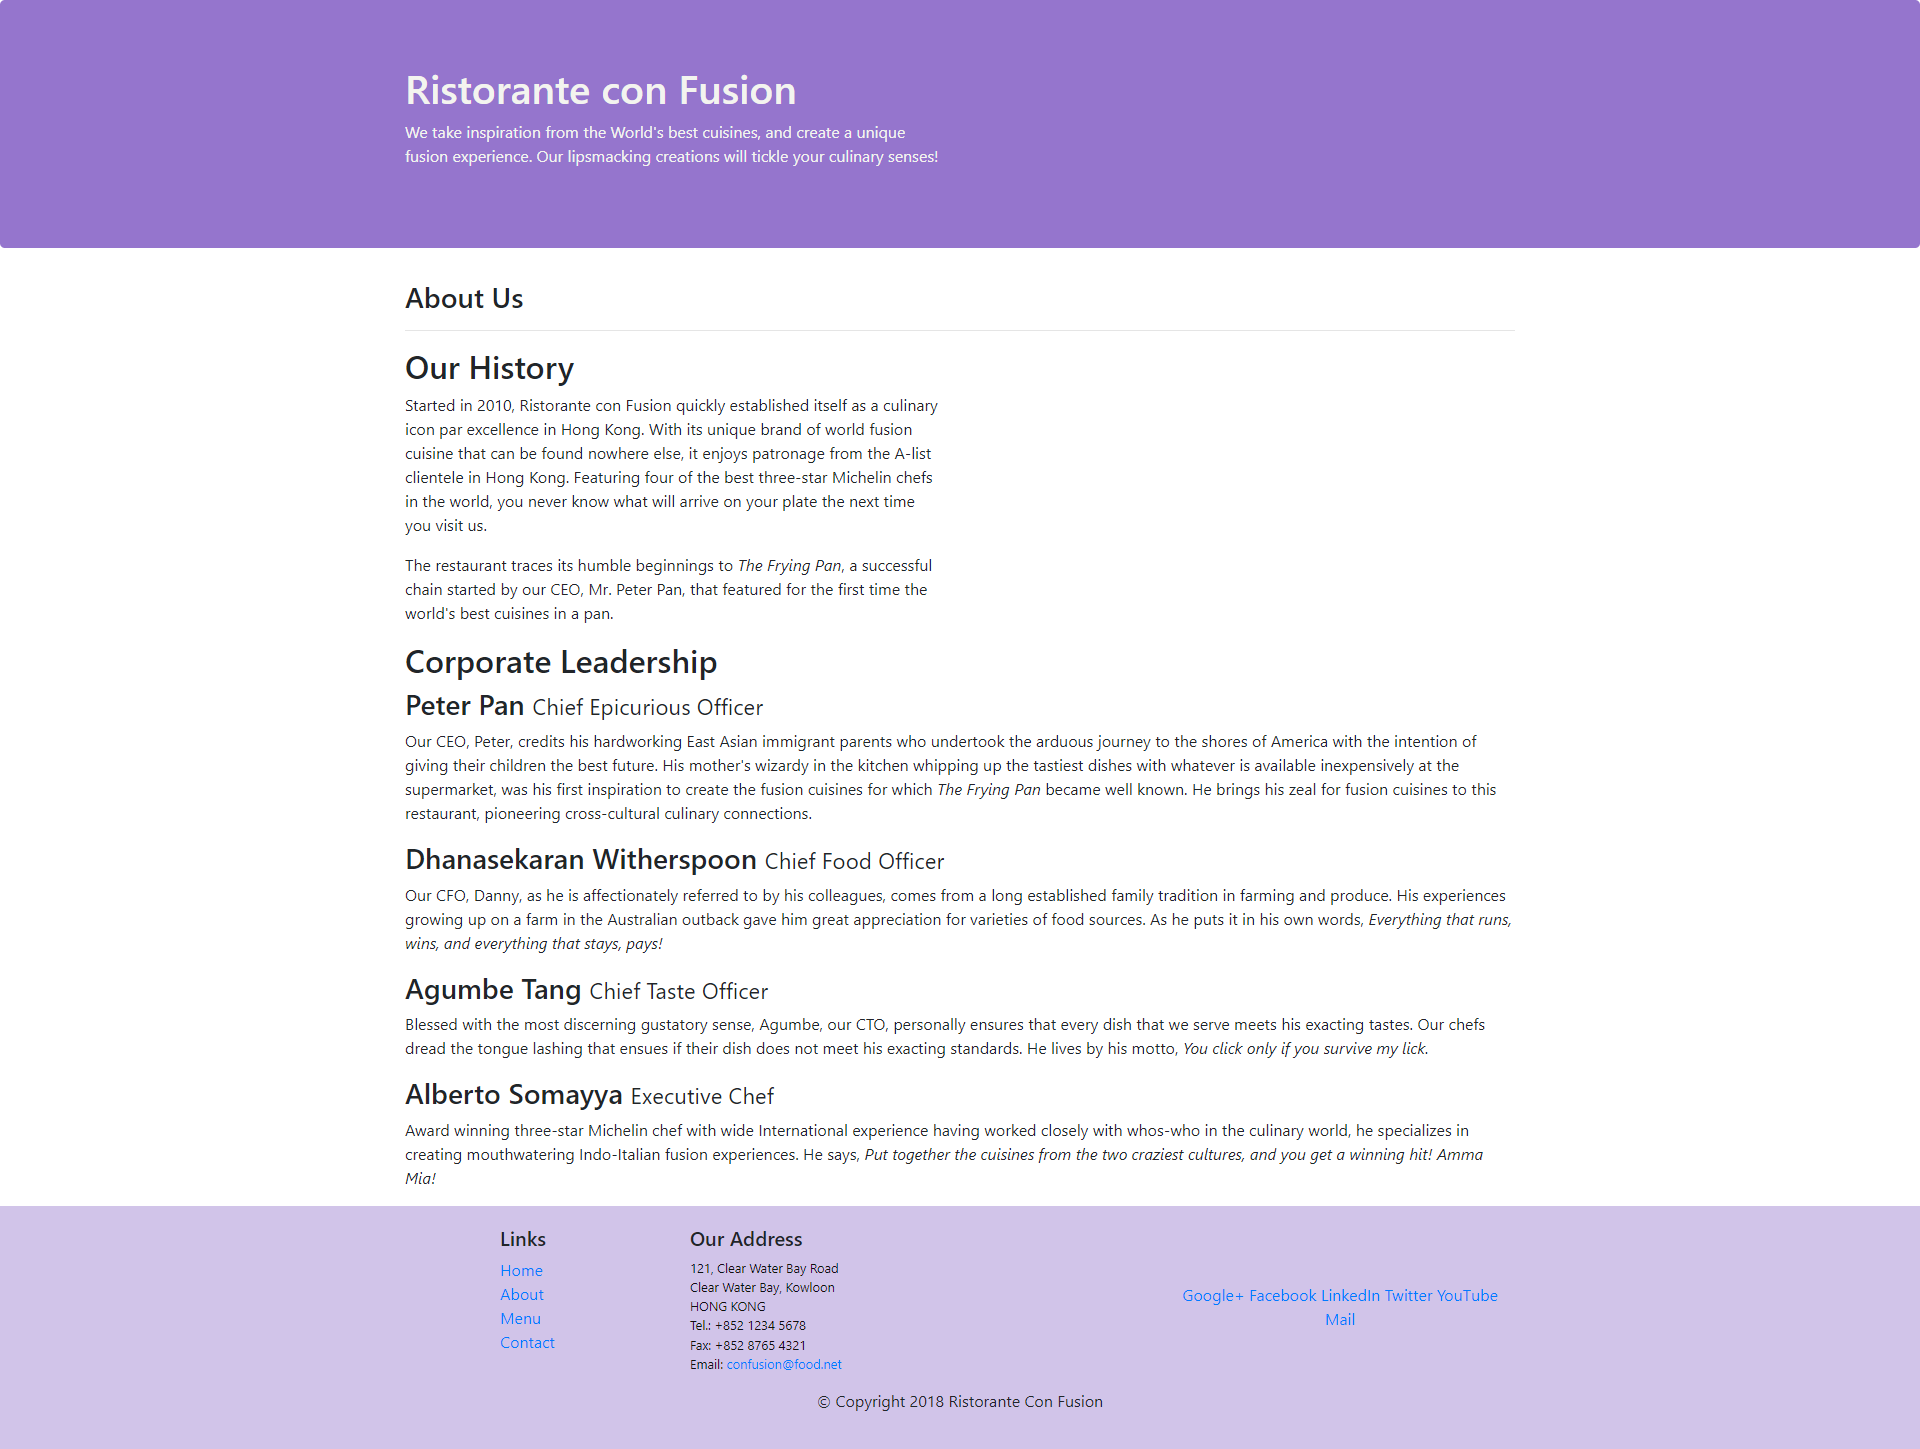 Ristorante con Fusion
We take inspiration from the World's best cuisines, and create a unique
fusion experience. Our lipsmacking creations will tickle your culinary senses!
About Us
Our History
Started in 2010, Ristorante con Fusion quickly established itself as a culinary
icon par excellence in Hong Kong. With its unique brand of world fusion
cuisine that can be found nowhere else, it enjoys patronage from the A-list
clientele in Hong Kong. Featuring four of the best three-star Michelin chefs
in the world, you never know what will arrive on your plate the next time
you visit us.
The restaurant traces its humble beginnings to The Frying Pan, a successful
chain started by our CEO, Mr. Peter Pan, that featured for the first time the
world's best cuisines in a pan.
Corporate Leadership
Peter Pan Chief Epicurious Officer
Our CEO, Peter, credits his hardworking East Asian immigrant parents who undertook the arduous journey to the shores of America with the intention of
giving their children the best future. His mother's wizardy in the kitchen whipping up the tastiest dishes with whatever is available inexpensively at the
supermarket, was his first inspiration to create the fusion cuisines for which The Frying Pan became well known. He brings his zeal for fusion cuisines to this
restaurant, pioneering cross-cultural culinary connections.
Dhanasekaran Witherspoon Chief Food Officer
Our CFO, Danny, as he is affectionately referred to by his colleagues, comes from a long established family tradition in farming and produce. His experiences
growing up on a farm in the Australian outback gave him great appreciation for varieties of food sources. As he puts it in his own words, Everything that runs,
wins, and everything that stays, pays!
Agumbe Tang Chief Taste Officer
Blessed with the most discerning gustatory sense, Agumbe, our CTO, personally ensures that every dish that we serve meets his exacting tastes. Our chefs
dread the tongue lashing that ensues if their dish does not meet his exacting standards. He lives by his motto, You click only if you survive my lick.
Alberto Somayya Executive Chef
Award winning three-star Michelin chef with wide International experience having worked closely with whos-who in the culinary world, he specializes in
creating mouthwatering Indo-Italian fusion experiences. He says, Put together the cuisines from the two craziest cultures, and you get a winning hit! Amma
Mia!
Links
Home
About
Menu
Contact
Our Address
121, Clear Water Bay Road
Clear Water Bay, Kowloon
HONG KONG
Tel.: +852 1234 5678
Fax: +852 8765 4321
Email: confusion@food.net
Google+ Facebook LinkedIn Twitter YouTube
Mail
© Copyright 2018 Ristorante Con Fusion